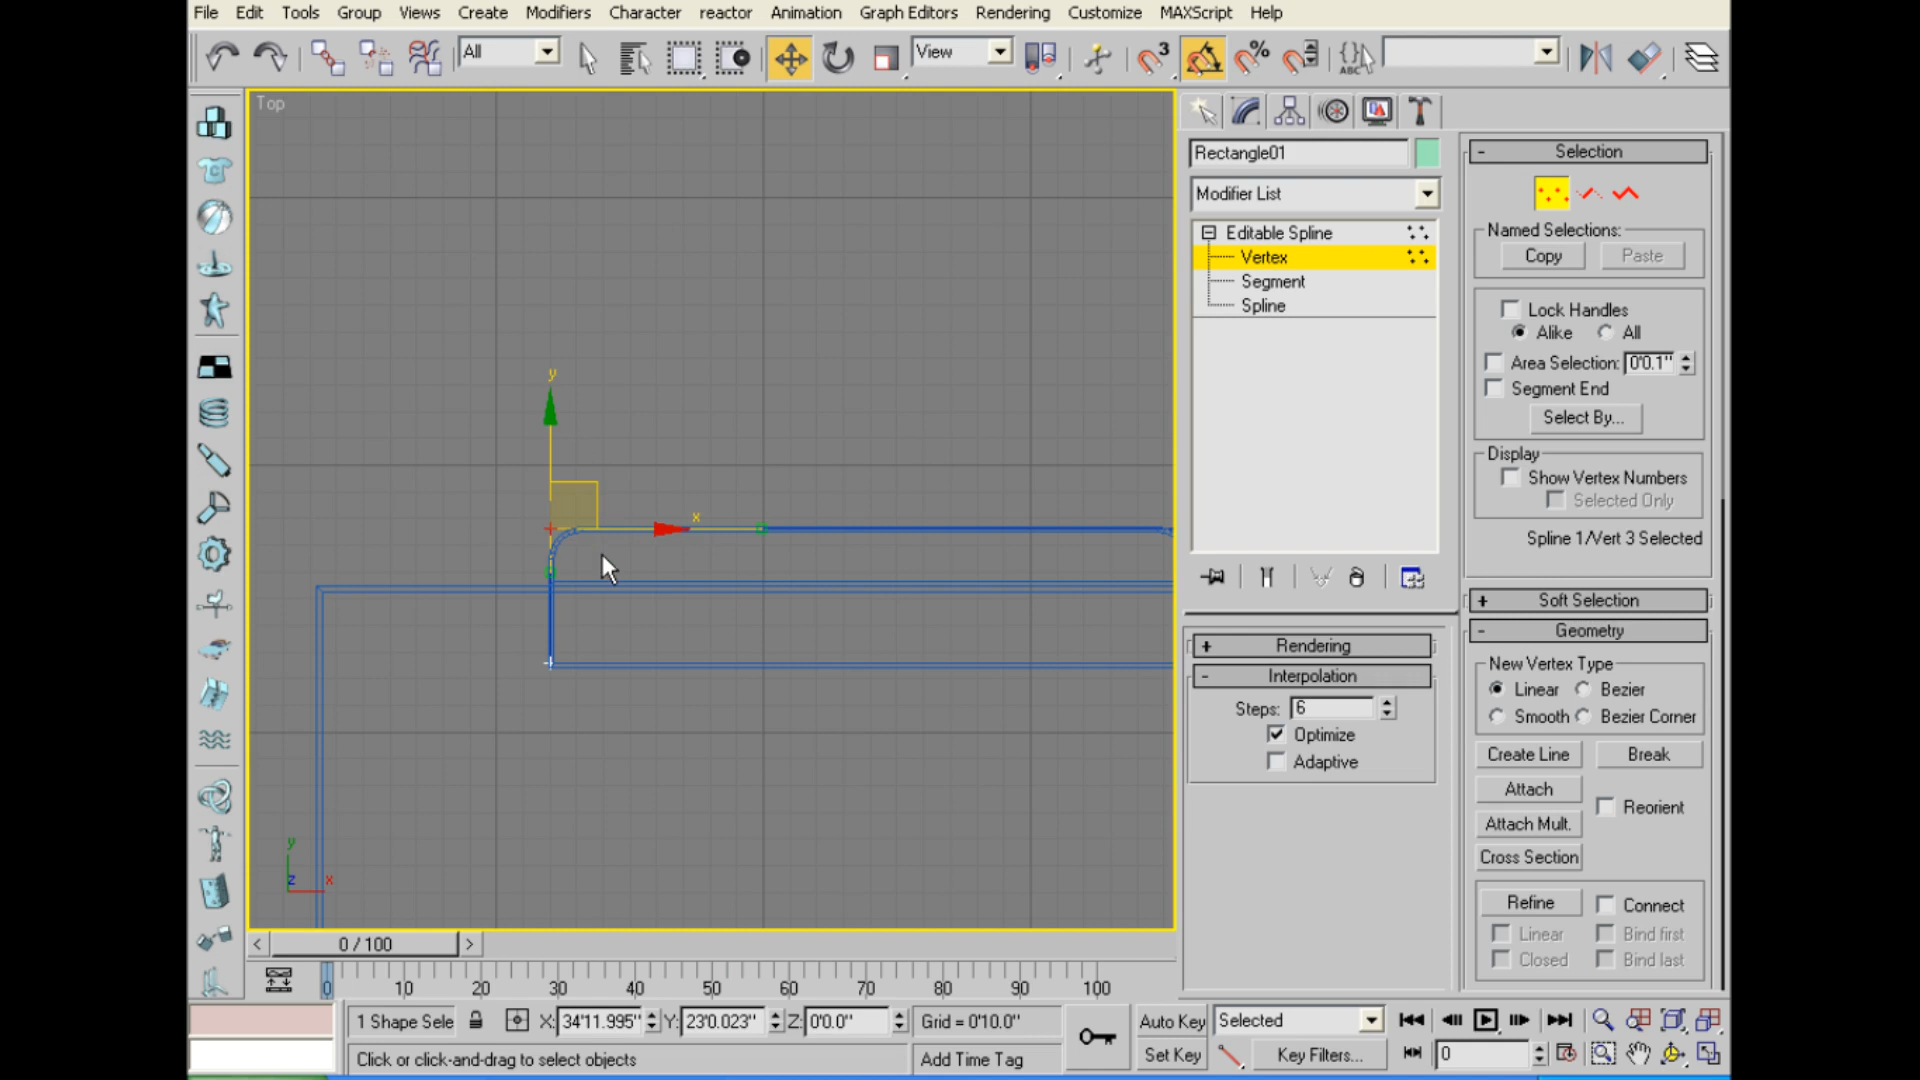 File Edit Tools Group Views Create Modifiers Character reactor Animation Graph Editors Rendering Customize MAXScript Help
All
View
3
%
{} ABC
Top
Rectangle01
Modifier List
Editable Spline
Vertex
Segment
Spline
Selection
Named Selections:
Copy Paste
Lock Handles
Alike All
Area Selection: 0'0.1"
Segment End
Select By...
Display
Show Vertex Numbers
Selected Only
Spline 1/Vert 3 Selected
+ Soft Selection
- Geometry
New Vertex Type
Linear Bezier
Smooth Bezier Corner
Create Line Break
Attach
Reorient
Attach Mult.
Cross Section
Refine Connect
Linear Bind first
Closed Bind last
+ Rendering
- Interpolation
Steps: 6
Optimize
Adaptive
y
x
y
z x
< 0 / 100 >
0 10 20 30 40 50 60 70 80 90 100
1 Shape Sele X: 34'11.995" Y: 23'0.023" Z: 0'0.0" Grid = 0'10.0" Auto Key Selected
Click or click-and-drag to select objects Add Time Tag Set Key Key Filters... 0